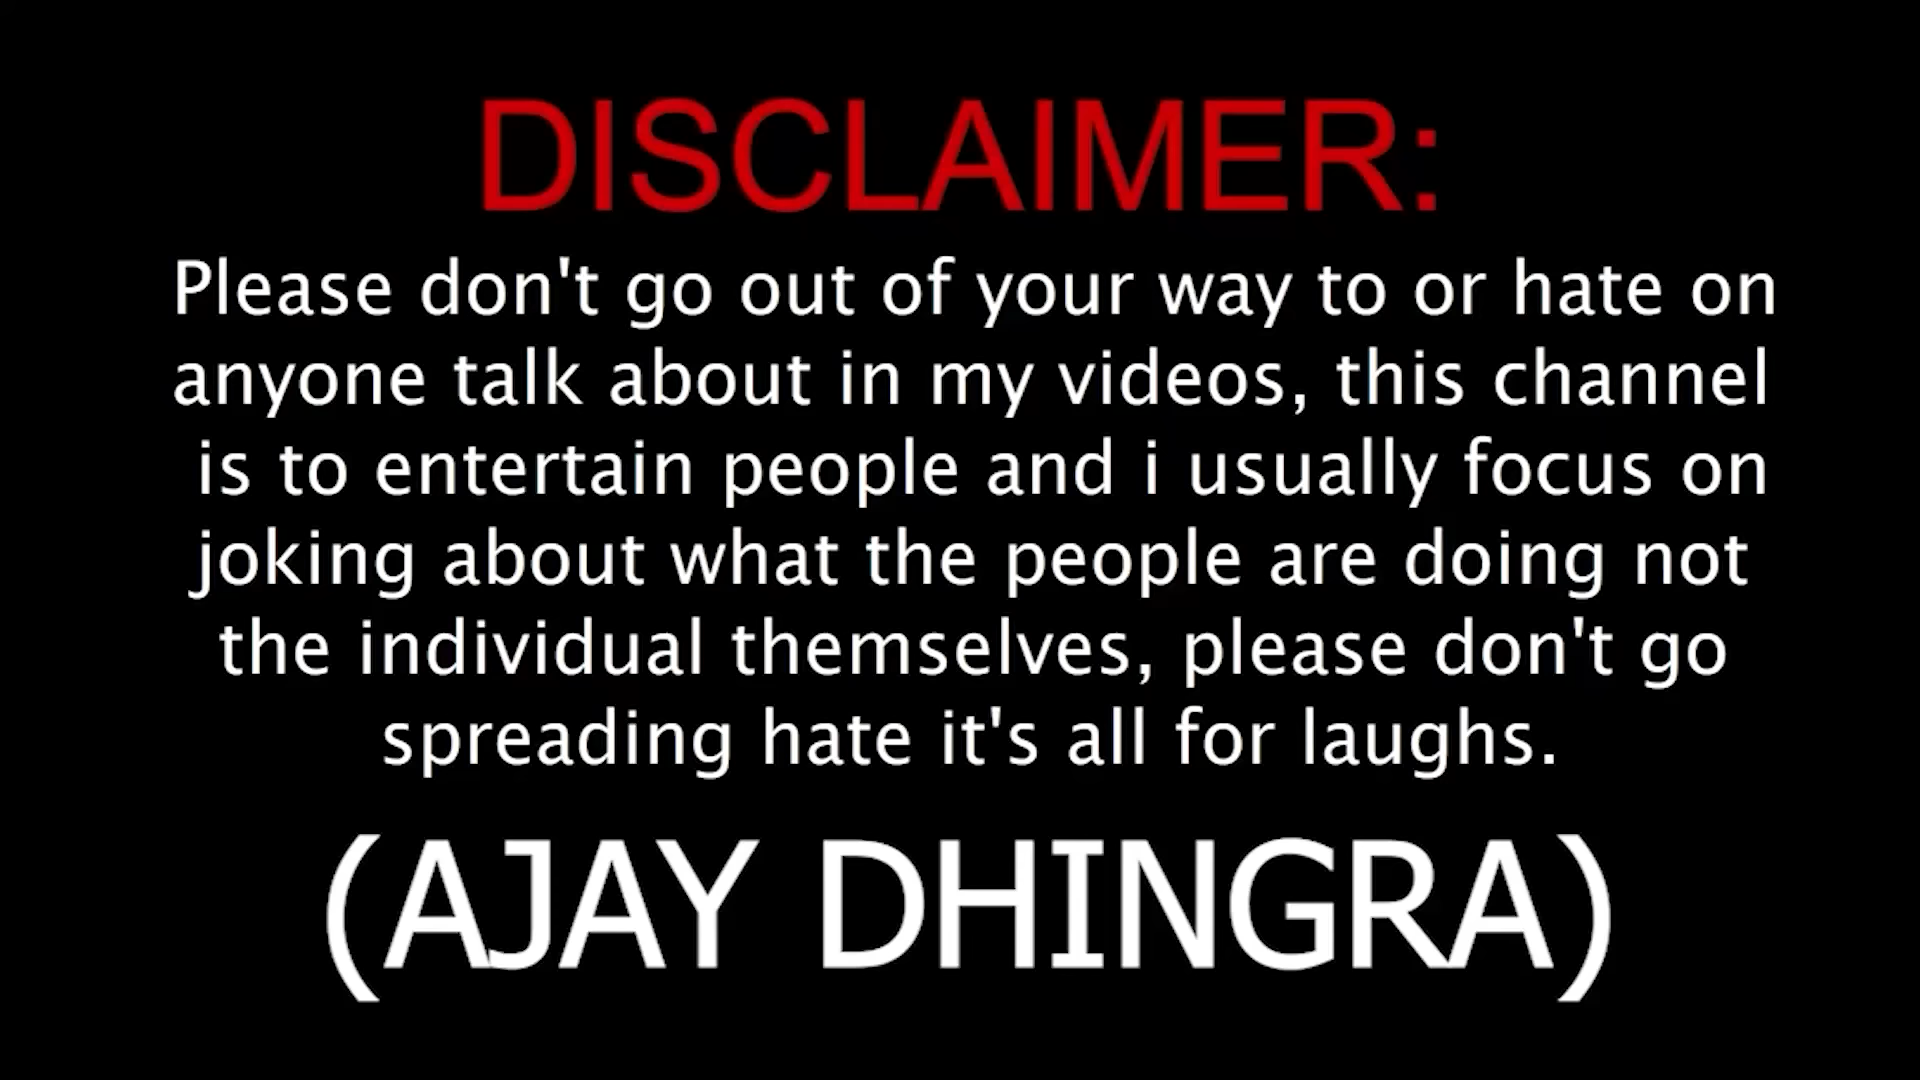 DISCLAIMER:
Please don't go out of your way to or hate on
anyone talk about in my videos, this channel
is to entertain people and i usually focus on
joking about what the people are doing not
the individual themselves, please don't go
spreading hate it's all for laughs.
(AJAY DHINGRA)